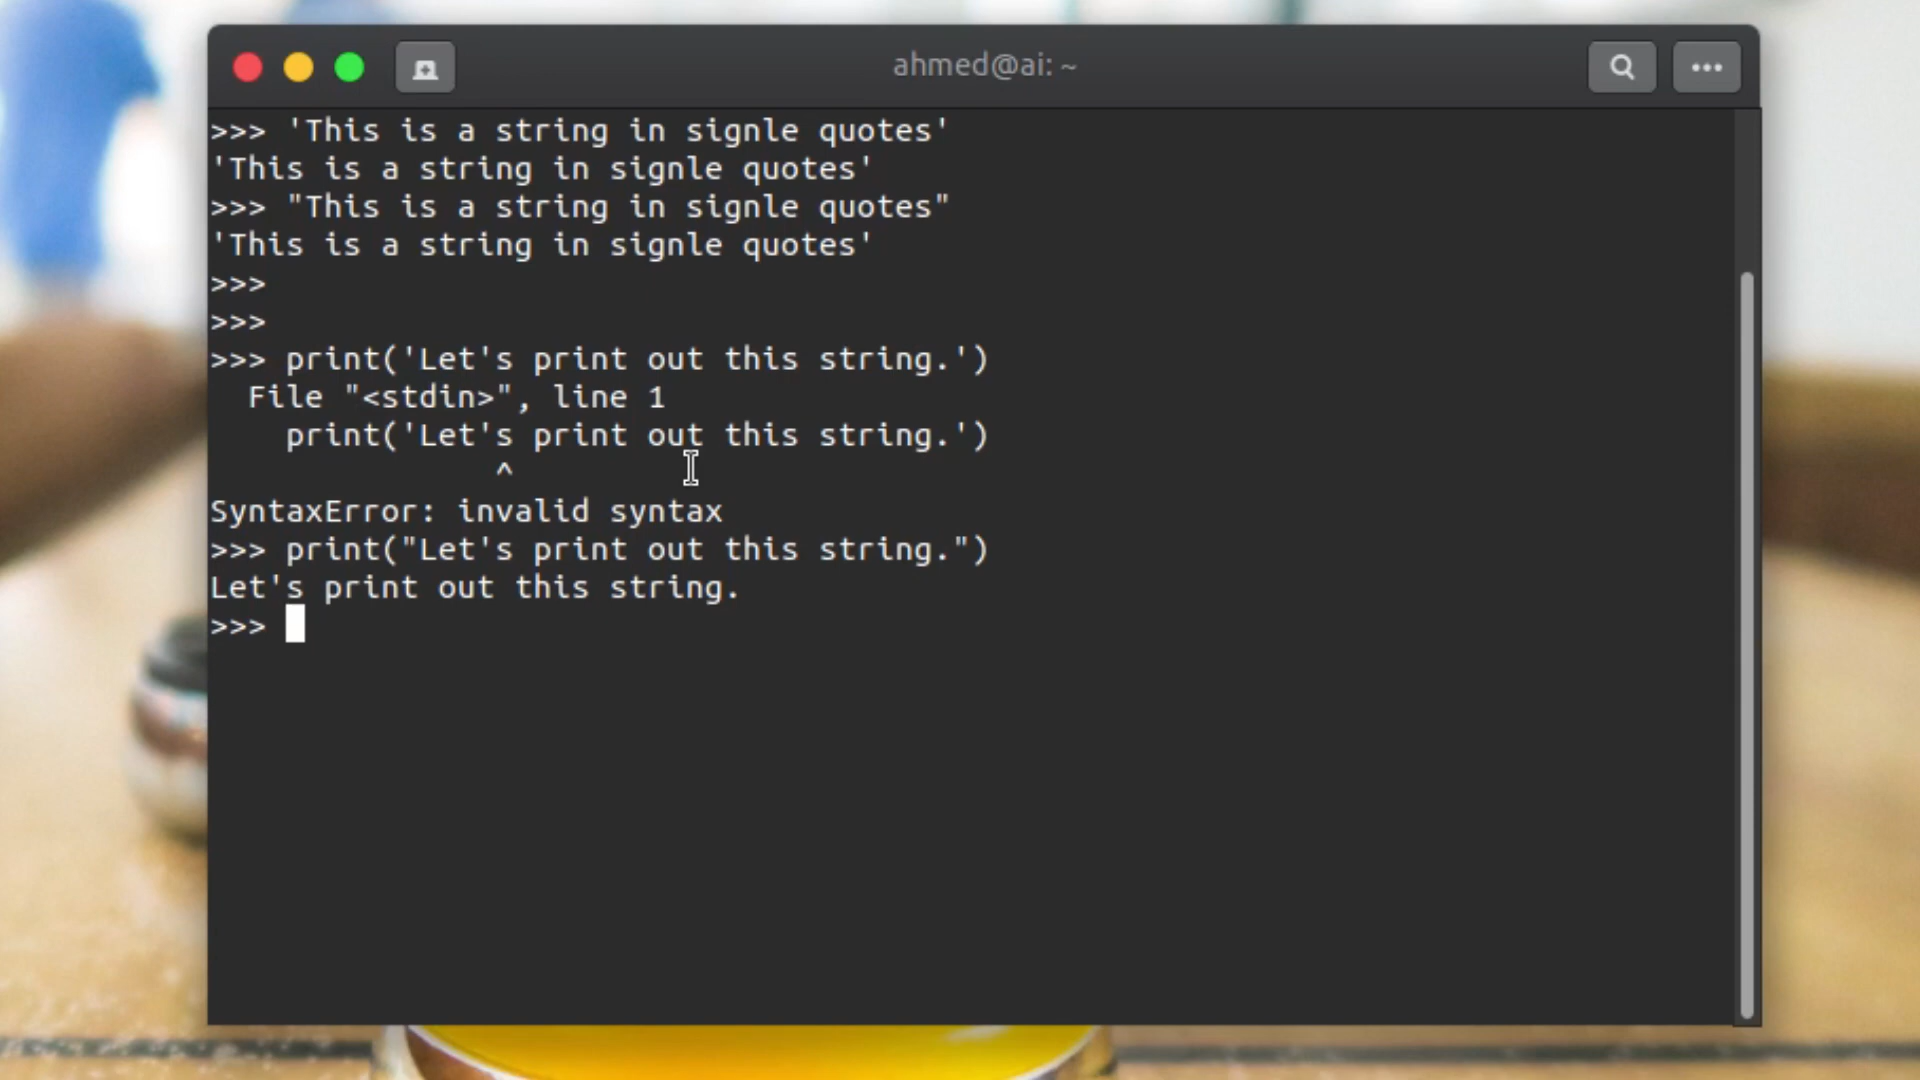 ahmed@ai: ~
>>> 'This is a string in signle quotes'
'This is a string in signle quotes'
>>> "This is a string in signle quotes"
'This is a string in signle quotes'
>>>
>>>
>>> print('Let's print out this string.')
  File "<stdin>", line 1
    print('Let's print out this string.')
               ^
SyntaxError: invalid syntax
>>> print("Let's print out this string.")
Let's print out this string.
>>>